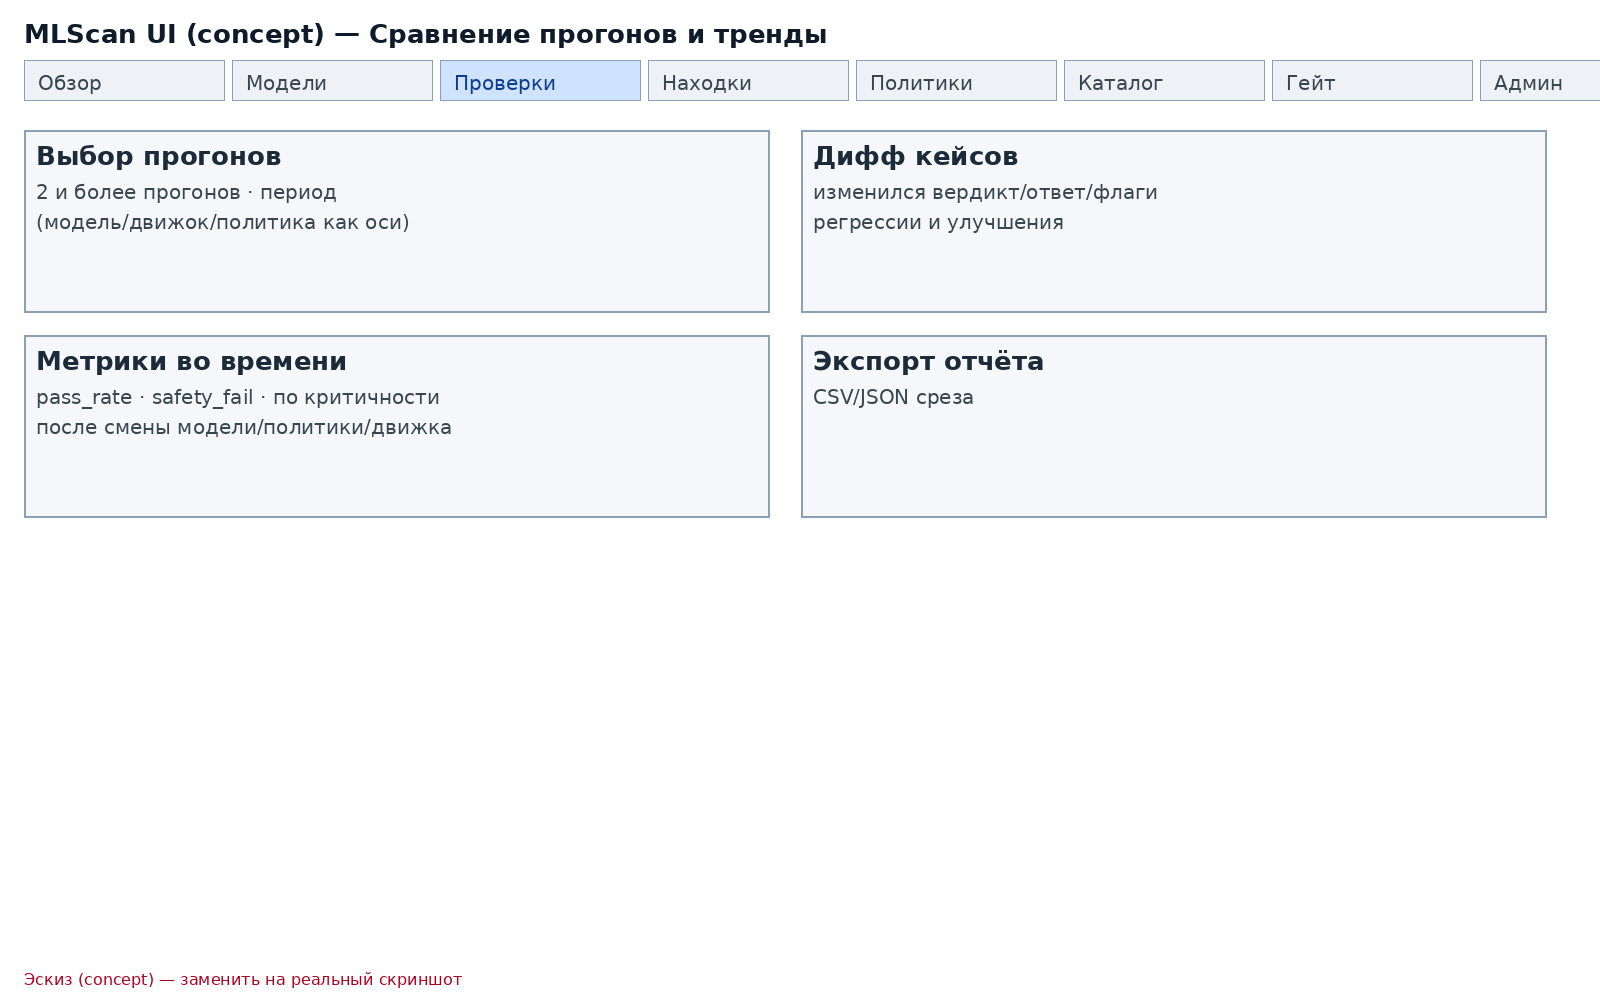 MLScan UI (concept) — Сравнение прогонов и тренды
Обзор
Модели
Проверки
Находки
Политики
Каталог
Гейт
Админ
Выбор прогонов
2 и более прогонов · период
(модель/движок/политика как оси)
Дифф кейсов
изменился вердикт/ответ/флаги
регрессии и улучшения
Метрики во времени
pass_rate · safety_fail · по критичности
после смены модели/политики/движка
Экспорт отчёта
CSV/JSON среза
Эскиз (concept) — заменить на реальный скриншот